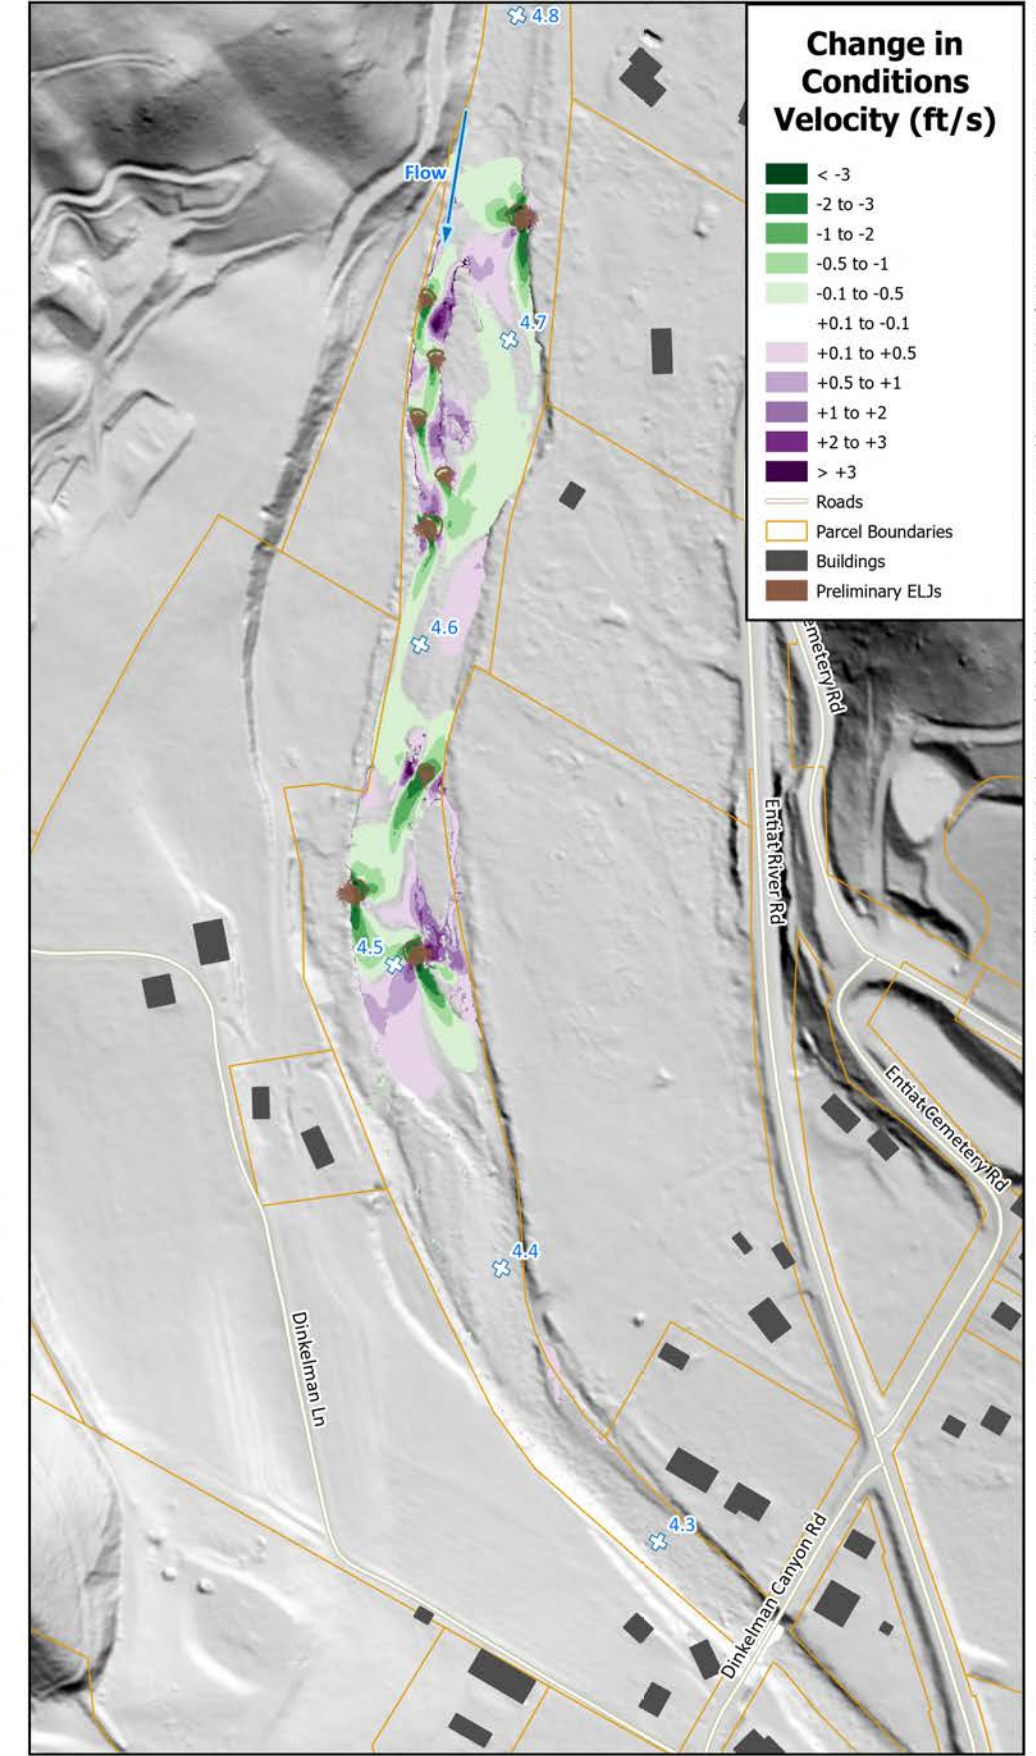 4.8
Change in
Conditions
Velocity (ft/s)
< -3
-2 to -3
-1 to -2
-0.5 to -1
-0.1 to -0.5
+0.1 to -0.1
+0.1 to +0.5
+0.5 to +1
+1 to +2
+2 to +3
> +3
Roads
Parcel Boundaries
Buildings
Preliminary ELJs
Flow
4.7
4.6
emetery Rd
Entiat River Rd
4.5
Entiat Cemetery Rd
4.4
Dinkelman Ln
4.3
Dinkelman Canyon Rd